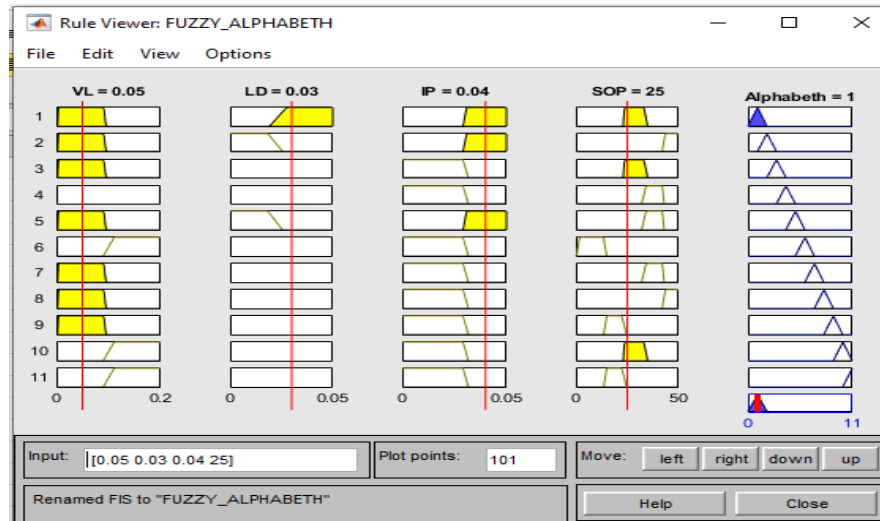 Rule Viewer: FUZZY_ALPHABETH
File Edit View Options
VL = 0.05 LD = 0.03 IP = 0.04 SOP = 25 Alphabeth = 1
1
2
3
4
5
6
7
8
9
10
11
0 0.2 0 0.05 0 0.05 0 50
0 11
Input: [0.05 0.03 0.04 25] Plot points: 101 Move: left right down up
Renamed FIS to "FUZZY_ALPHABETH" Help Close